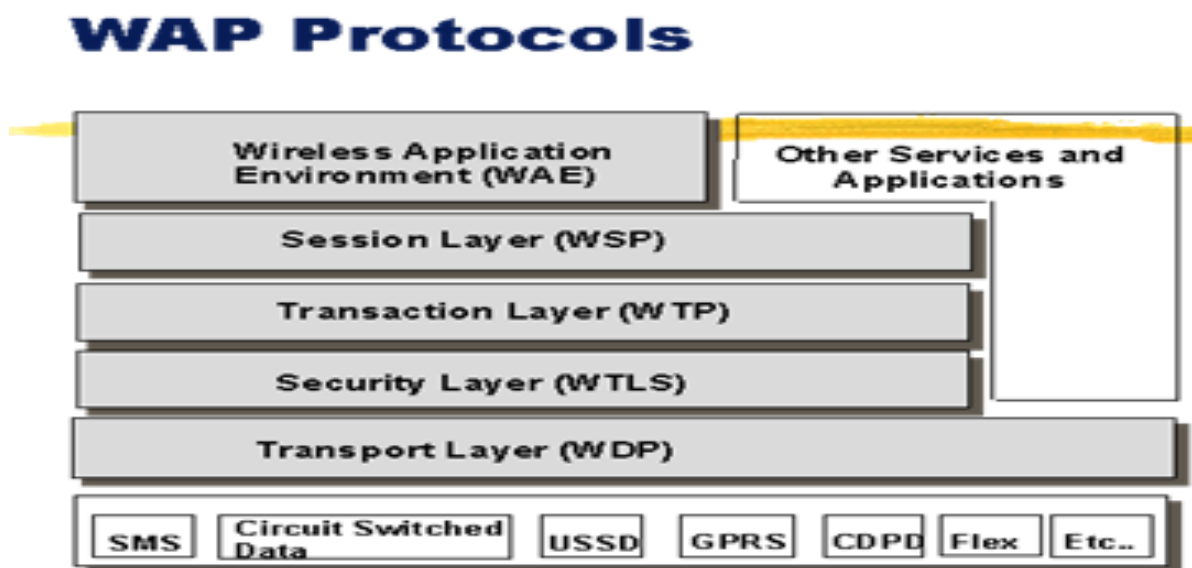 WAP Protocols
Wireless Application
Environment (WAE)
Other Services and
Applications
Session Layer (WSP)
Transaction Layer (WTP)
Security Layer (WTLS)
Transport Layer (WDP)
SMS
Circuit Switched
Data
USSD
GPRS
CDPD
Flex
Etc..